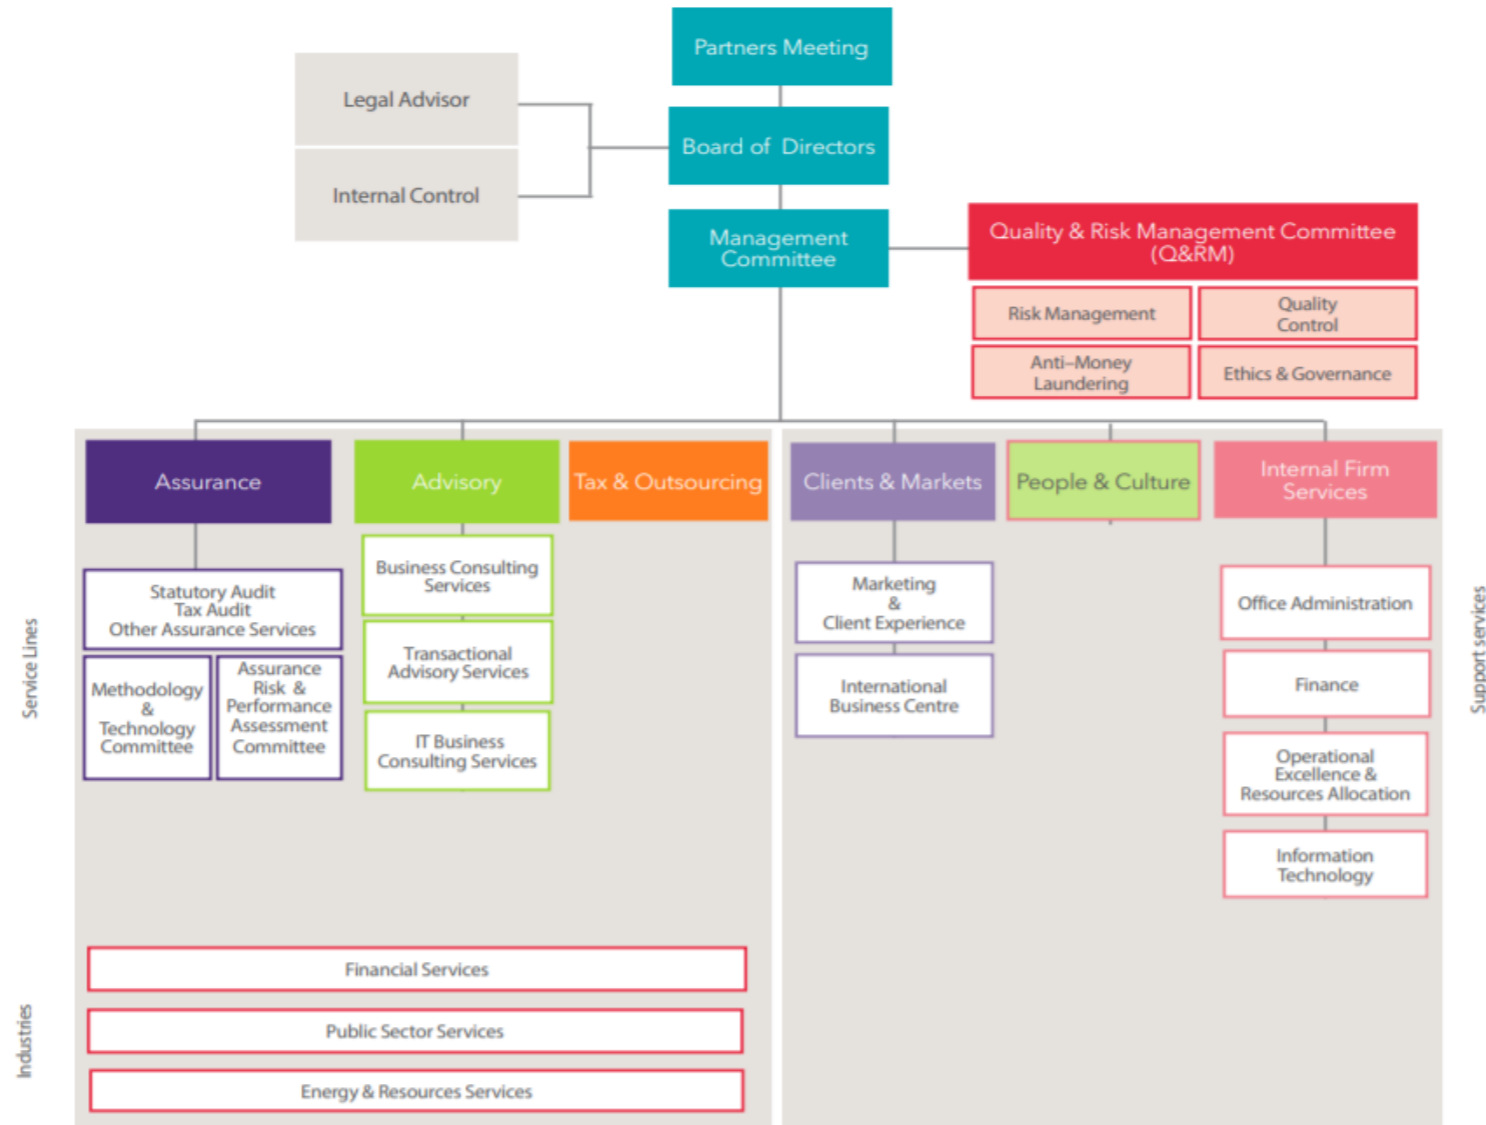 Partners Meeting
Legal Advisor
Board of Directors
Internal Control
Management
Committee
Quality & Risk Management Committee
(Q&RM)
Risk Management
Quality
Control
Anti–Money
Laundering
Ethics & Governance
Assurance
Advisory
Tax & Outsourcing
Clients & Markets
People & Culture
Internal Firm
Services
Service Lines
Statutory Audit
Tax Audit
Other Assurance Services
Methodology
&
Technology
Committee
Assurance
Risk &
Performance
Assessment
Committee
Business Consulting
Services
Transactional
Advisory Services
IT Business
Consulting Services
Marketing
&
Client Experience
International
Business Centre
Office Administration
Finance
Operational
Excellence &
Resources Allocation
Information
Technology
Support services
Industries
Financial Services
Public Sector Services
Energy & Resources Services